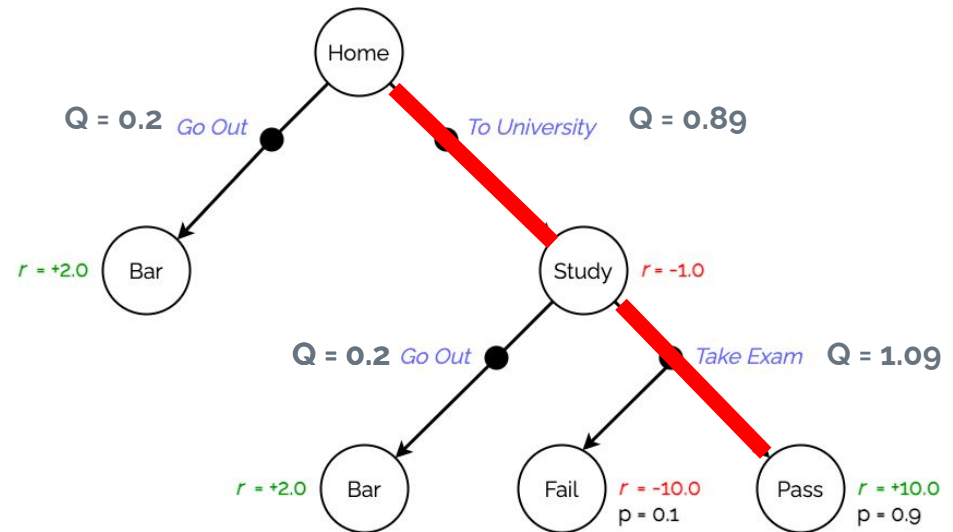 Home
Q = 0.2 Go Out
To University Q = 0.89
r = +2.0 Bar
Study r = -1.0
Q = 0.2 Go Out
Take Exam Q = 1.09
r = +2.0 Bar
Fail r = -10.0
p = 0.1
Pass r = +10.0
p = 0.9